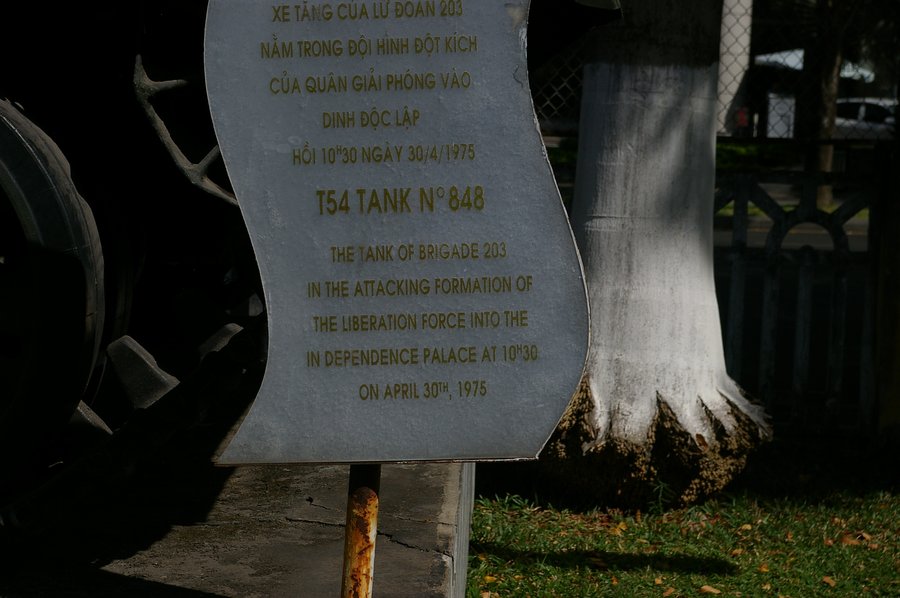 XE TĂNG CỦA LỮ ĐOÀN 203
NẰM TRONG ĐỘI HÌNH ĐỘT KÍCH
CỦA QUÂN GIẢI PHÓNG VÀO
DINH ĐỘC LẬP
HỒI 10H30 NGÀY 30/4/1975
T54 TANK Nº 848
THE TANK OF BRIGADE 203
IN THE ATTACKING FORMATION OF
THE LIBERATION FORCE INTO THE
IN DEPENDENCE PALACE AT 10H30
ON APRIL 30TH, 1975